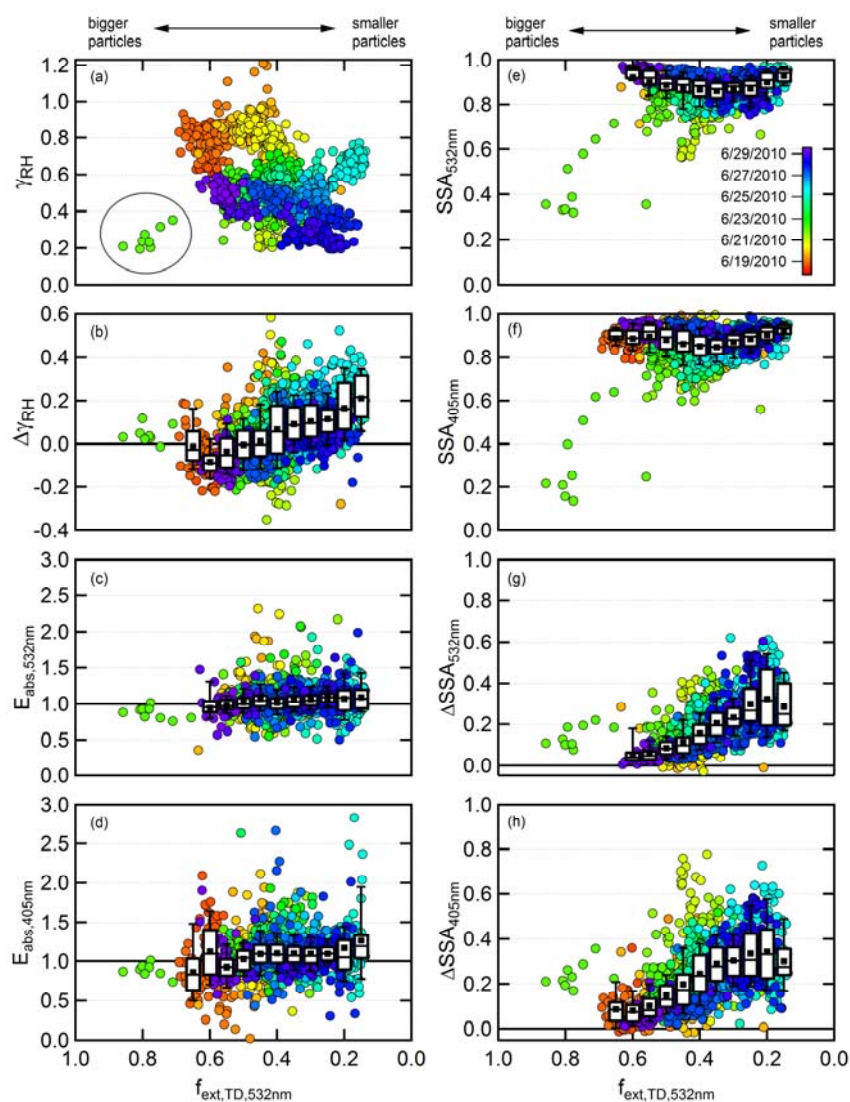 bigger particles
smaller particles
bigger particles
smaller particles
(a)
γRH
1.2
1.0
0.8
0.6
0.4
0.2
0.0
(e)
SSA532nm
1.0
0.8
0.6
0.4
0.2
0.0
6/29/2010
6/27/2010
6/25/2010
6/23/2010
6/21/2010
6/19/2010
(b)
ΔγRH
0.6
0.4
0.2
0.0
-0.2
-0.4
(f)
SSA405nm
1.0
0.8
0.6
0.4
0.2
0.0
(c)
Eabs,532nm
3.0
2.5
2.0
1.5
1.0
0.5
0.0
(g)
ΔSSA532nm
1.0
0.8
0.6
0.4
0.2
0.0
(d)
Eabs,405nm
3.0
2.5
2.0
1.5
1.0
0.5
0.0
(h)
ΔSSA405nm
1.0
0.8
0.6
0.4
0.2
0.0
1.0 0.8 0.6 0.4 0.2 0.0
fext,TD,532nm
1.0 0.8 0.6 0.4 0.2 0.0
fext,TD,532nm